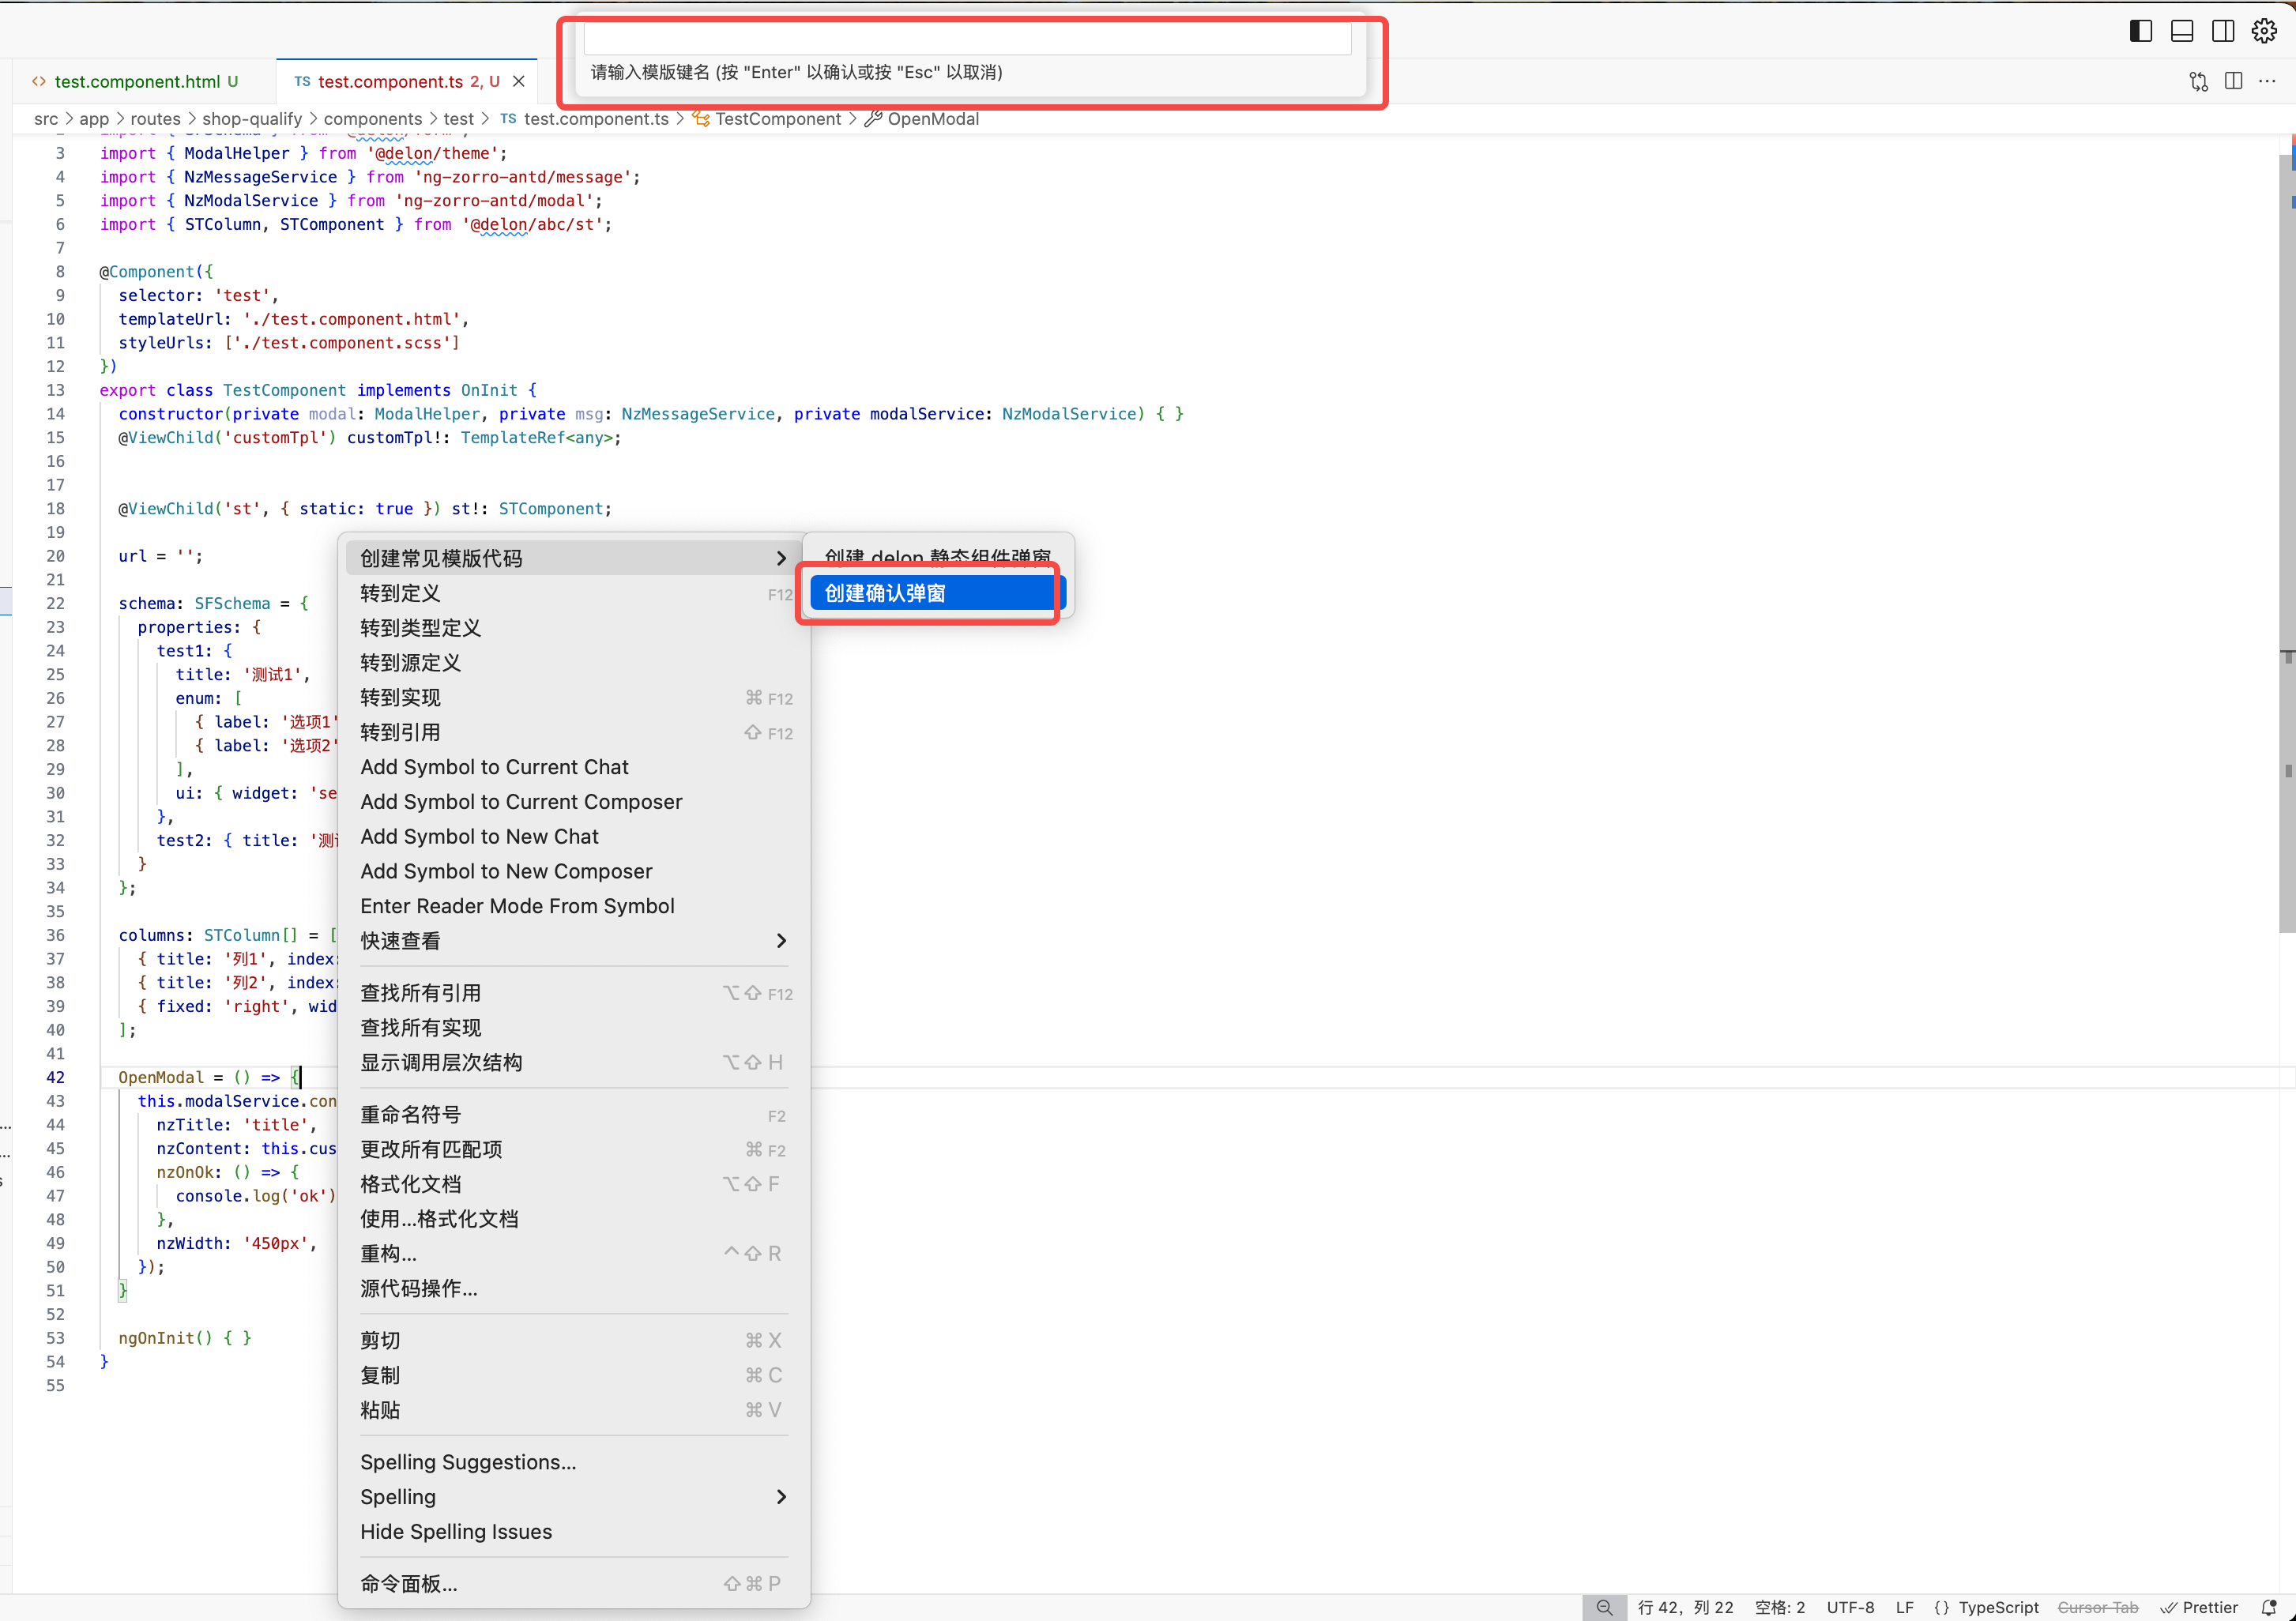 请输入模版键名 (按 "Enter" 以确认或按 "Esc" 以取消)
<> test.component.html U
TS test.component.ts 2, U
src > app > routes > shop-qualify > components > test > TS test.component.ts > TestComponent > OpenModal
3 import { ModalHelper } from '@delon/theme';
4 import { NzMessageService } from 'ng-zorro-antd/message';
5 import { NzModalService } from 'ng-zorro-antd/modal';
6 import { STColumn, STComponent } from '@delon/abc/st';
7
8 @Component({
9 selector: 'test',
10 templateUrl: './test.component.html',
11 styleUrls: ['./test.component.scss']
12 })
13 export class TestComponent implements OnInit {
14 constructor(private modal: ModalHelper, private msg: NzMessageService, private modalService: NzModalService) { }
15 @ViewChild('customTpl') customTpl!: TemplateRef<any>;
16
17
18 @ViewChild('st', { static: true }) st!: STComponent;
19
20 url = '';
21
22 schema: SFSchema = {
23 properties: {
24 test1: {
25 title: '测试1',
26 enum: [
27 { label: '选项1'
28 { label: '选项2'
29 ],
30 ui: { widget: 'se
31 },
32 test2: { title: '测
33 }
34 };
35
36 columns: STColumn[] = [
37 { title: '列1', index:
38 { title: '列2', index:
39 { fixed: 'right', wid
40 ];
41
42 OpenModal = () => {
43 this.modalService.con
44 nzTitle: 'title',
45 nzContent: this.cus
46 nzOnOk: () => {
47 console.log('ok')
48 },
49 nzWidth: '450px',
50 });
51 }
52
53 ngOnInit() { }
54 }
55
创建常见模版代码
转到定义 F12
转到类型定义
转到源定义
转到实现 ⌘ F12
转到引用 ⇧ F12
Add Symbol to Current Chat
Add Symbol to Current Composer
Add Symbol to New Chat
Add Symbol to New Composer
Enter Reader Mode From Symbol
快速查看
查找所有引用 ⌥⇧ F12
查找所有实现
显示调用层次结构 ⌥⇧ H
重命名符号 F2
更改所有匹配项 ⌘ F2
格式化文档 ⌥⇧ F
使用...格式化文档
重构... ^⇧ R
源代码操作...
剪切 ⌘ X
复制 ⌘ C
粘贴 ⌘ V
Spelling Suggestions...
Spelling
Hide Spelling Issues
命令面板... ⇧⌘ P
创建 delon 静态组件弹窗
创建确认弹窗
行 42，列 22 空格: 2 UTF-8 LF {} TypeScript Cursor Tab Prettier